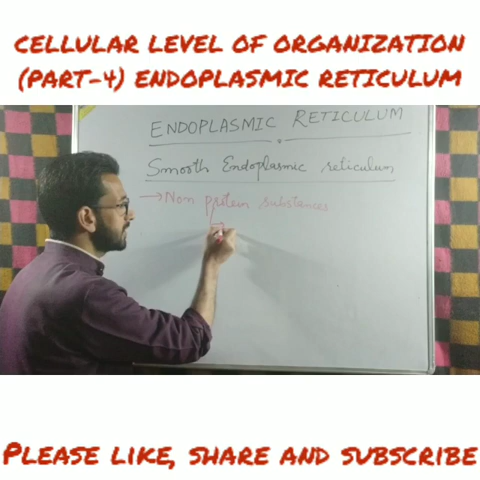 CELLULAR LEVEL OF ORGANIZATION
(PART-4) ENDOPLASMIC RETICULUM
ENDOPLASMIC RETICULUM
Smooth Endoplasmic reticulum
→ Non protein substances
PLEASE LIKE, SHARE AND SUBSCRIBE